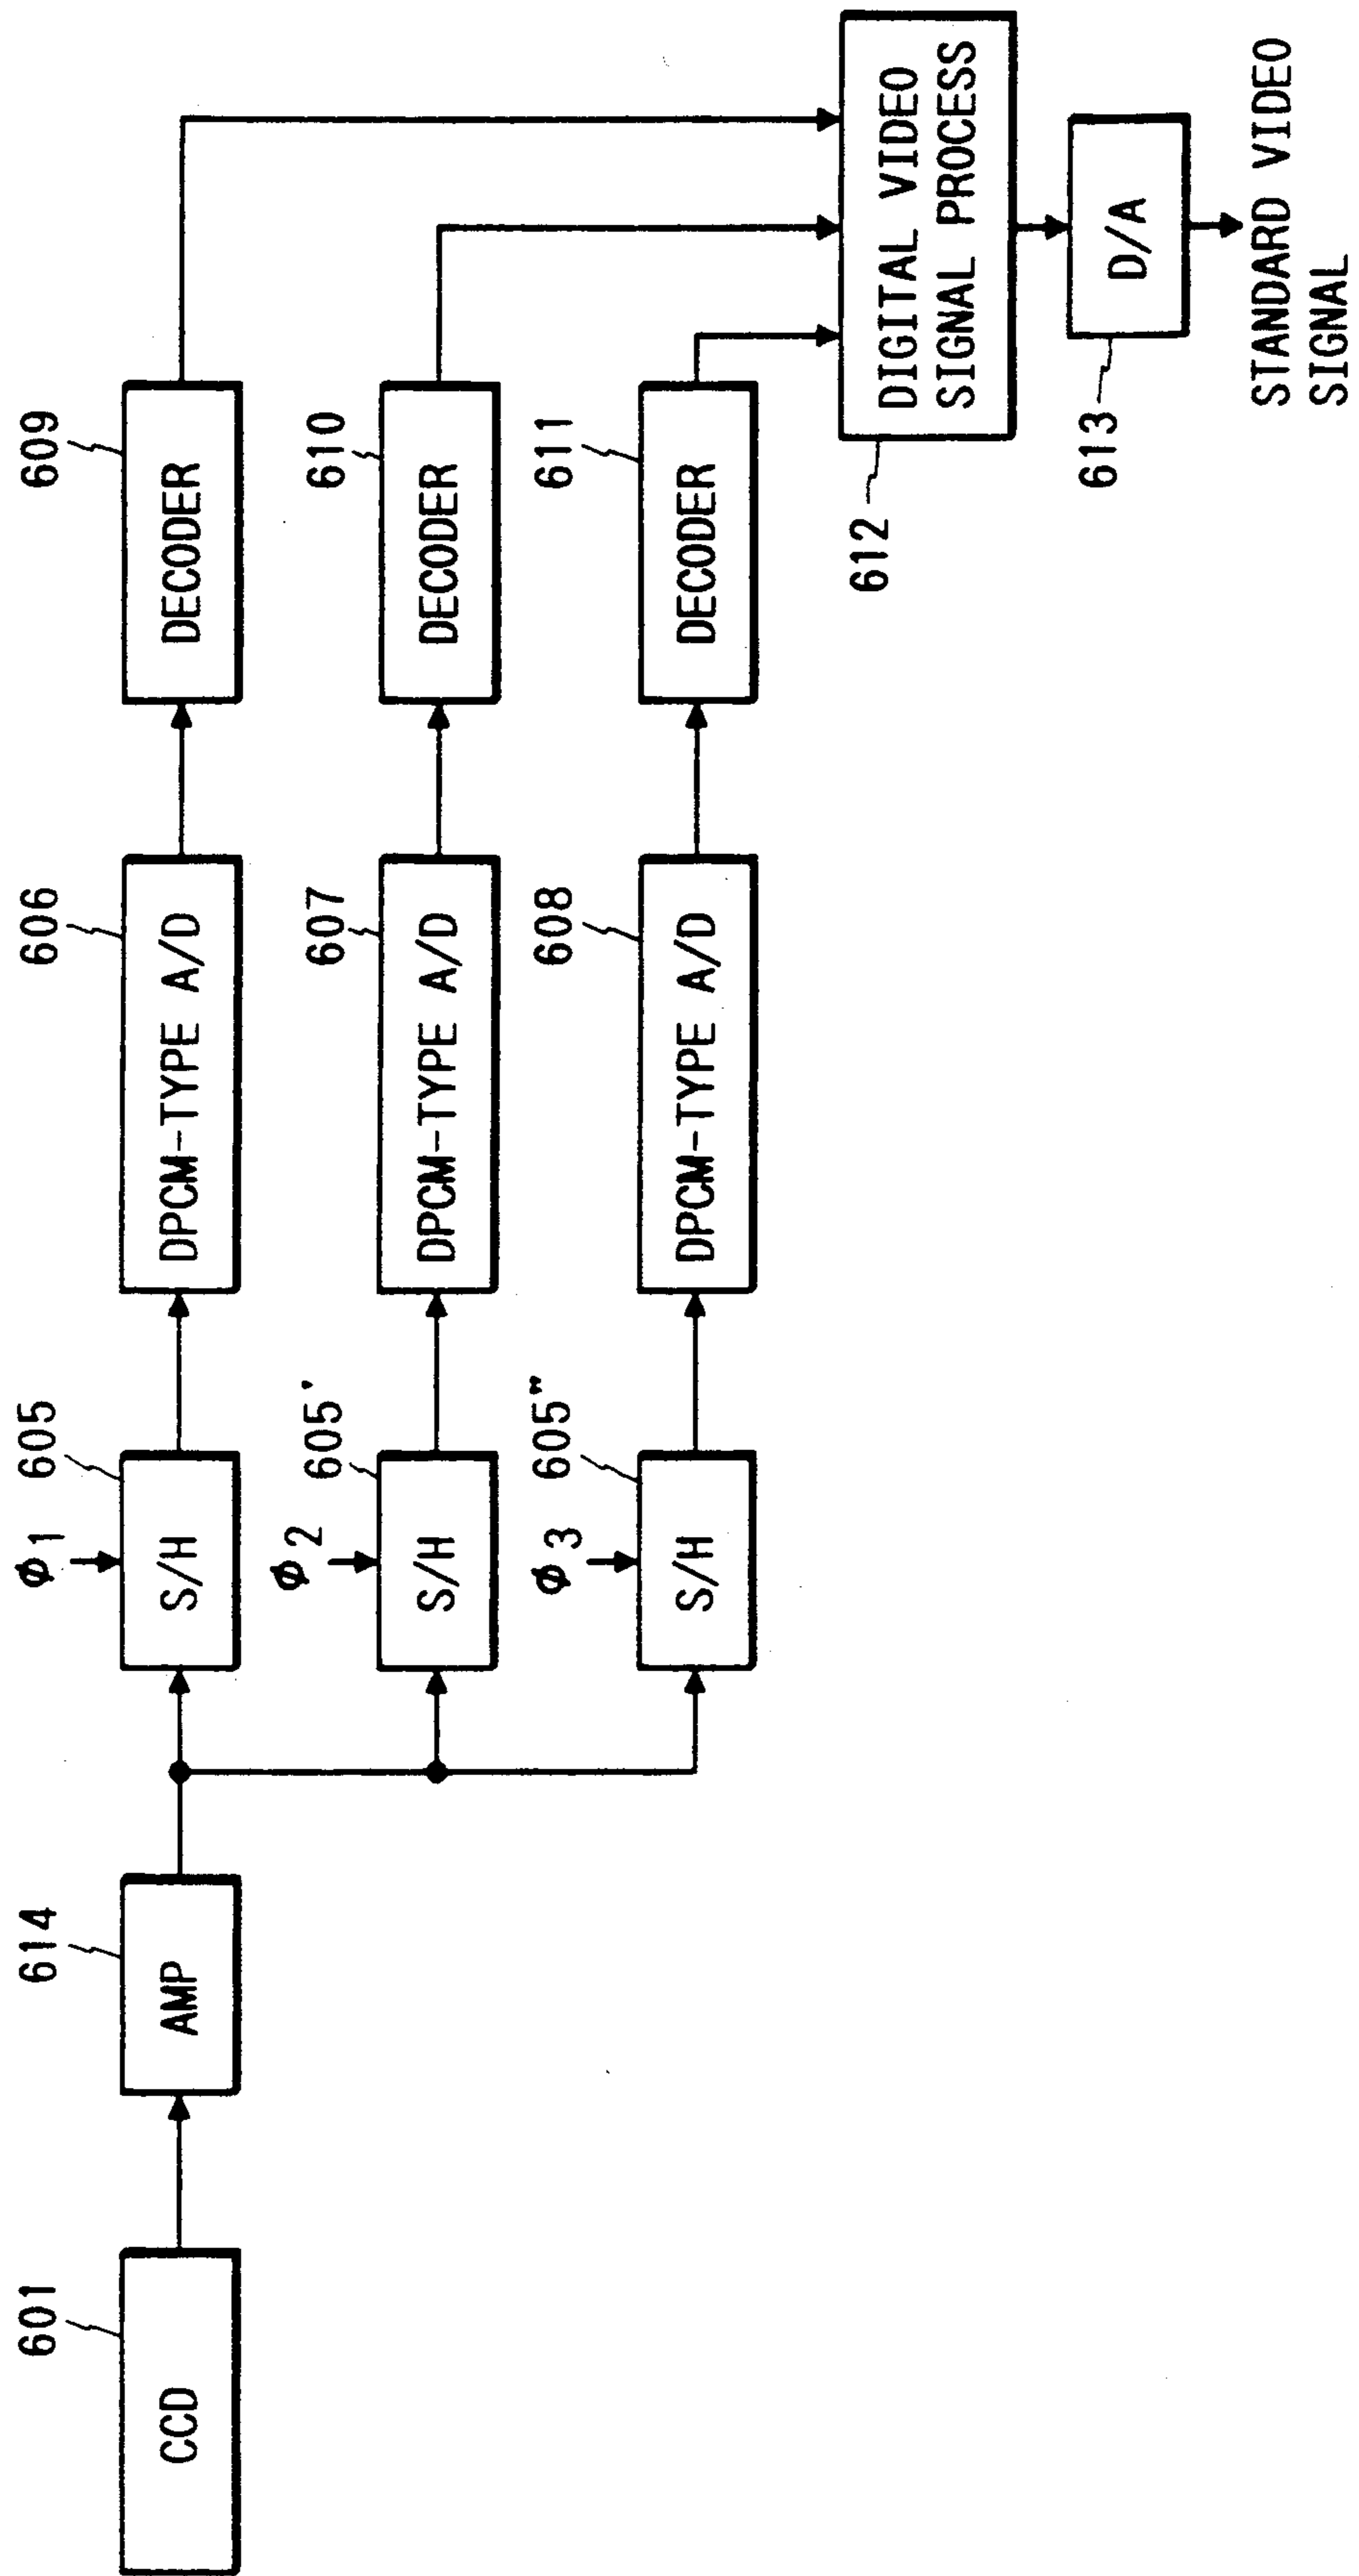 601
CCD
614
AMP
Φ1
605
S/H
606
DPCM-TYPE A/D
609
DECODER
Φ2
605'
S/H
607
DPCM-TYPE A/D
610
DECODER
Φ3
605"
S/H
608
DPCM-TYPE A/D
611
DECODER
612
DIGITAL VIDEO
SIGNAL PROCESS
613
D/A
STANDARD VIDEO
SIGNAL